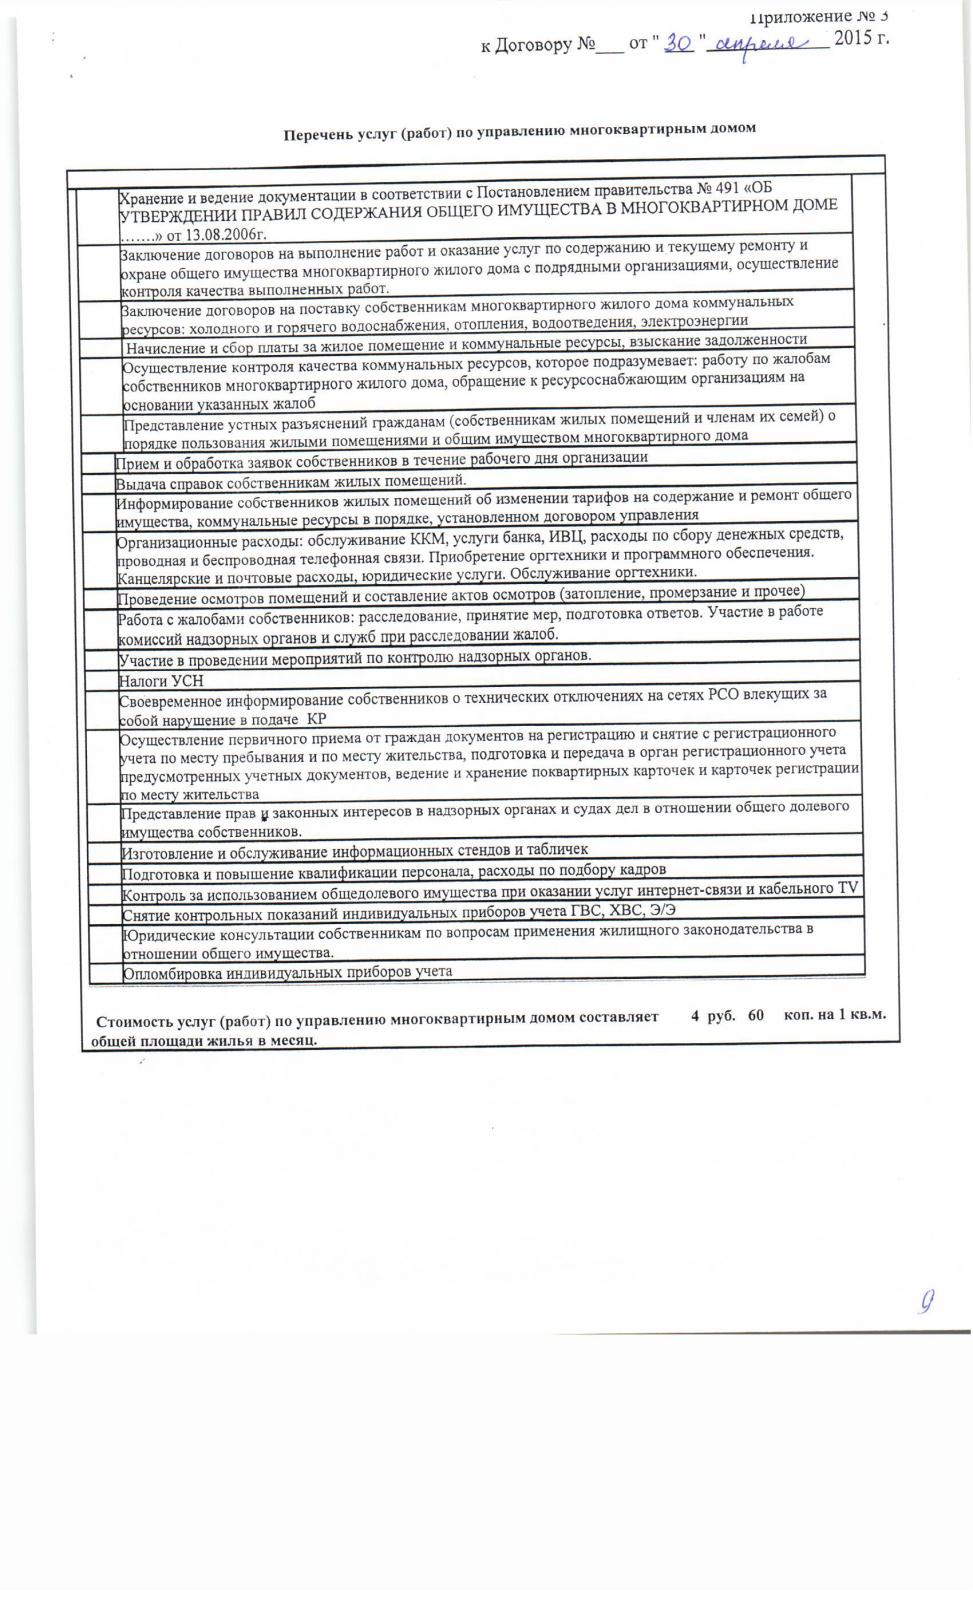 Приложение № 3
к Договору №___ от " 30 " апреля 2015 г.
Перечень услуг (работ) по управлению многоквартирным домом
Хранение и ведение документации в соответствии с Постановлением правительства № 491 «ОБ
УТВЕРЖДЕНИИ ПРАВИЛ СОДЕРЖАНИЯ ОБЩЕГО ИМУЩЕСТВА В МНОГОКВАРТИРНОМ ДОМЕ
…….» от 13.08.2006г.
Заключение договоров на выполнение работ и оказание услуг по содержанию и текущему ремонту и
охране общего имущества многоквартирного жилого дома с подрядными организациями, осуществление
контроля качества выполненных работ.
Заключение договоров на поставку собственникам многоквартирного жилого дома коммунальных
ресурсов: холодного и горячего водоснабжения, отопления, водоотведения, электроэнергии
Начисление и сбор платы за жилое помещение и коммунальные ресурсы, взыскание задолженности
Осуществление контроля качества коммунальных ресурсов, которое подразумевает: работу по жалобам
собственников многоквартирного жилого дома, обращение к ресурсоснабжающим организациям на
основании указанных жалоб
Представление устных разъяснений гражданам (собственникам жилых помещений и членам их семей) о
порядке пользования жилыми помещениями и общим имуществом многоквартирного дома
Прием и обработка заявок собственников в течение рабочего дня организации
Выдача справок собственникам жилых помещений.
Информирование собственников жилых помещений об изменении тарифов на содержание и ремонт общего
имущества, коммунальные ресурсы в порядке, установленном договором управления
Организационные расходы: обслуживание ККМ, услуги банка, ИВЦ, расходы по сбору денежных средств,
проводная и беспроводная телефонная связи. Приобретение оргтехники и программного обеспечения.
Канцелярские и почтовые расходы, юридические услуги. Обслуживание оргтехники.
Проведение осмотров помещений и составление актов осмотров (затопление, промерзание и прочее)
Работа с жалобами собственников: расследование, принятие мер, подготовка ответов. Участие в работе
комиссий надзорных органов и служб при расследовании жалоб.
Участие в проведении мероприятий по контролю надзорных органов.
Налоги УСН
Своевременное информирование собственников о технических отключениях на сетях РСО влекущих за
собой нарушение в подаче КР
Осуществление первичного приема от граждан документов на регистрацию и снятие с регистрационного
учета по месту пребывания и по месту жительства, подготовка и передача в орган регистрационного учета
предусмотренных учетных документов, ведение и хранение поквартирных карточек и карточек регистрации
по месту жительства
Представление прав и законных интересов в надзорных органах и судах дел в отношении общего долевого
имущества собственников.
Изготовление и обслуживание информационных стендов и табличек
Подготовка и повышение квалификации персонала, расходы по подбору кадров
Контроль за использованием общедолевого имущества при оказании услуг интернет-связи и кабельного TV
Снятие контрольных показаний индивидуальных приборов учета ГВС, ХВС, Э/Э
Юридические консультации собственникам по вопросам применения жилищного законодательства в
отношении общего имущества.
Опломбировка индивидуальных приборов учета
Стоимость услуг (работ) по управлению многоквартирным домом составляет 4 руб. 60 коп. на 1 кв.м.
общей площади жилья в месяц.
9